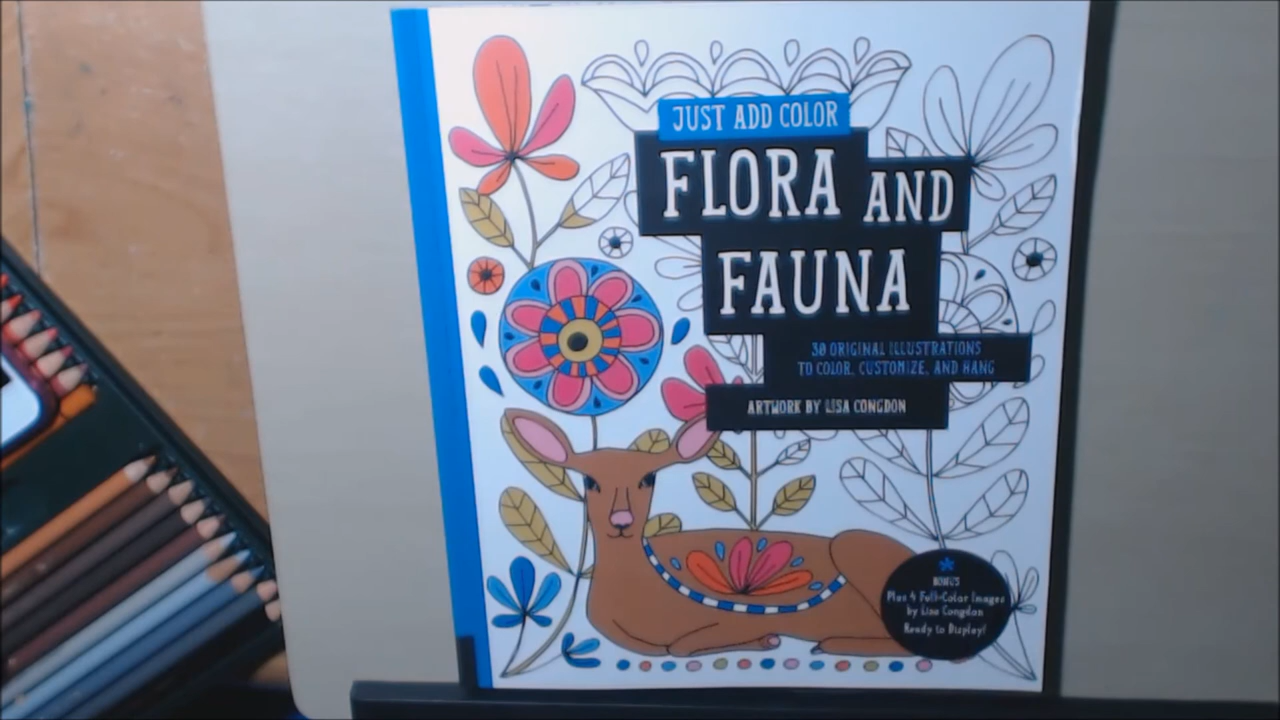 JUST ADD COLOR
FLORA AND
FAUNA
30 ORIGINAL ILLUSTRATIONS
TO COLOR, CUSTOMIZE, AND HANG
ARTWORK BY LISA CONGDON
BONUS
Plus 4 Full-Color Images
by Lisa Congdon
Ready to Display!